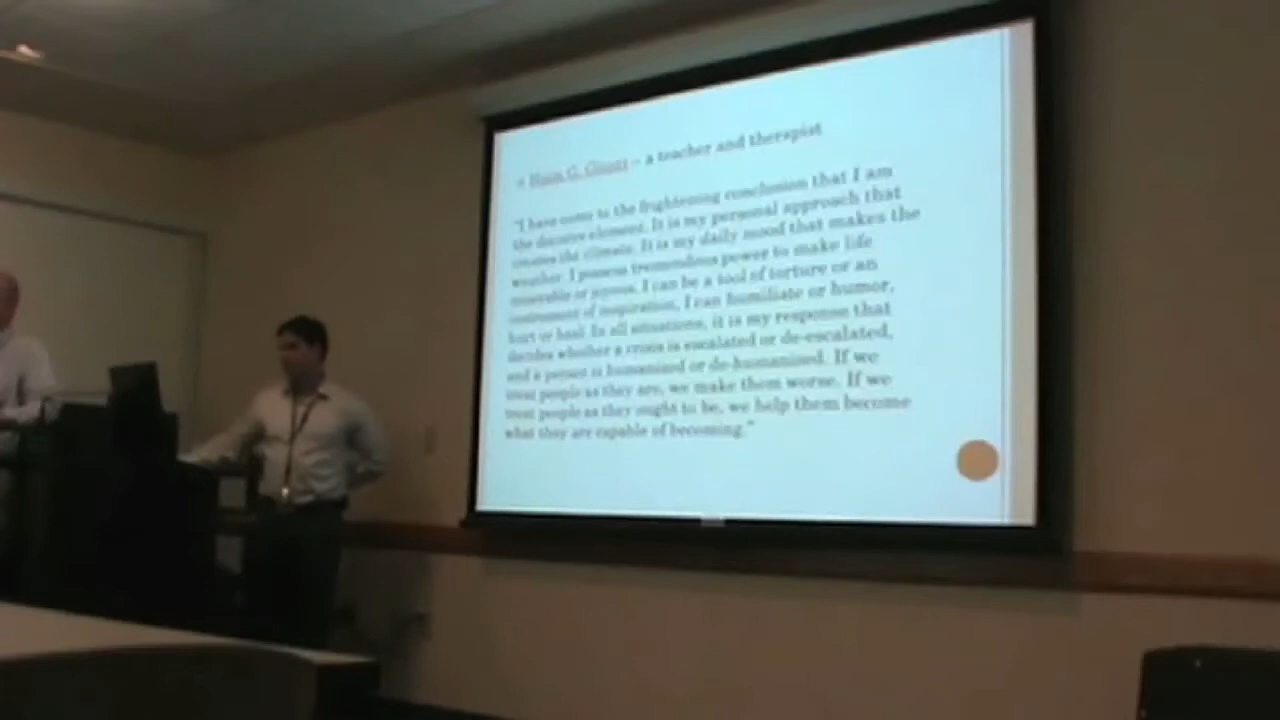 Haim G. Ginott – a teacher and therapist
"I have come to the frightening conclusion that I am
the decisive element. It is my personal approach that
creates the climate. It is my daily mood that makes the
weather. I possess tremendous power to make life
miserable or joyous. I can be a tool of torture or an
instrument of inspiration, I can humiliate or humor,
hurt or heal. In all situations, it is my response that
decides whether a crisis is escalated or de-escalated,
and a person is humanized or de-humanized. If we
treat people as they are, we make them worse. If we
treat people as they ought to be, we help them become
what they are capable of becoming."